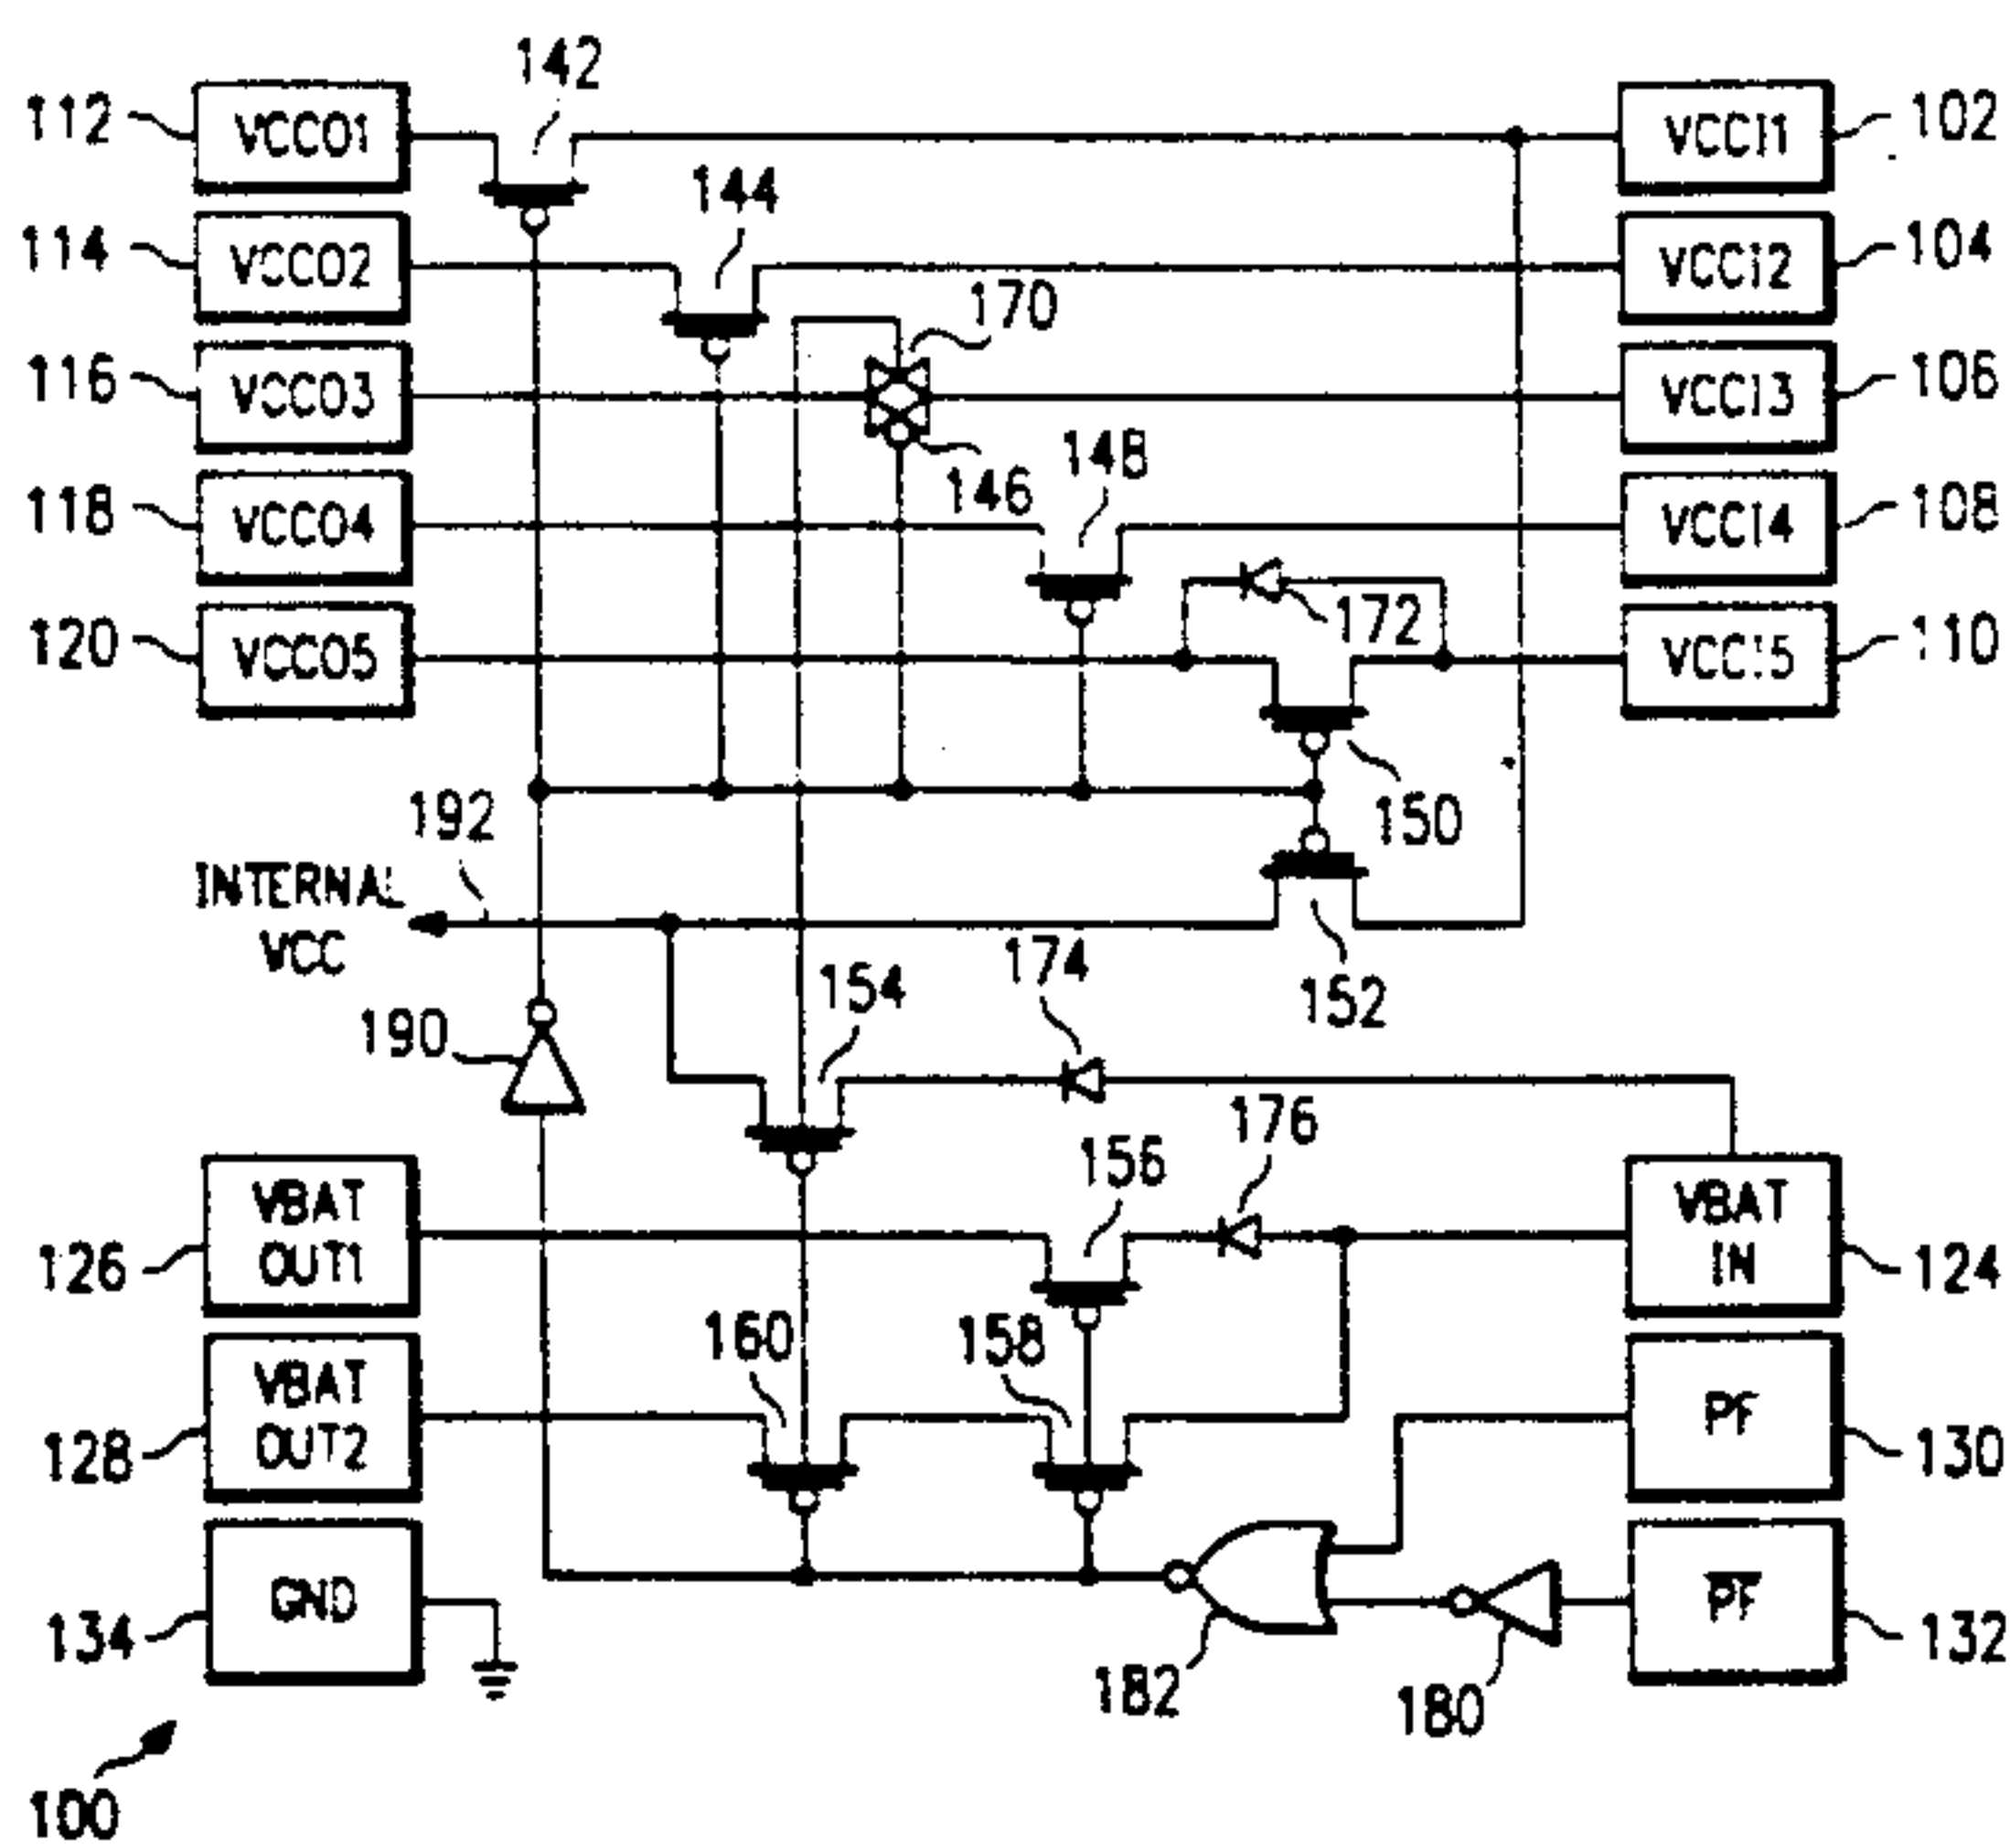 142
112 VCCO1 VCCI1 102
144
114 VCCO2 VCCI2 104
170
116 VCCO3 VCCI3 106
146 148
118 VCCO4 VCCI4 108
172
120 VCCO5 VCCI5 110
150
192
INTERNAL
VCC
152
154 174
190
176
156
VBAT
OUT1
126
VBAT
IN
124
160 158
VBAT
OUT2
128
PF 130
GND
134
PF 132
182 180
100